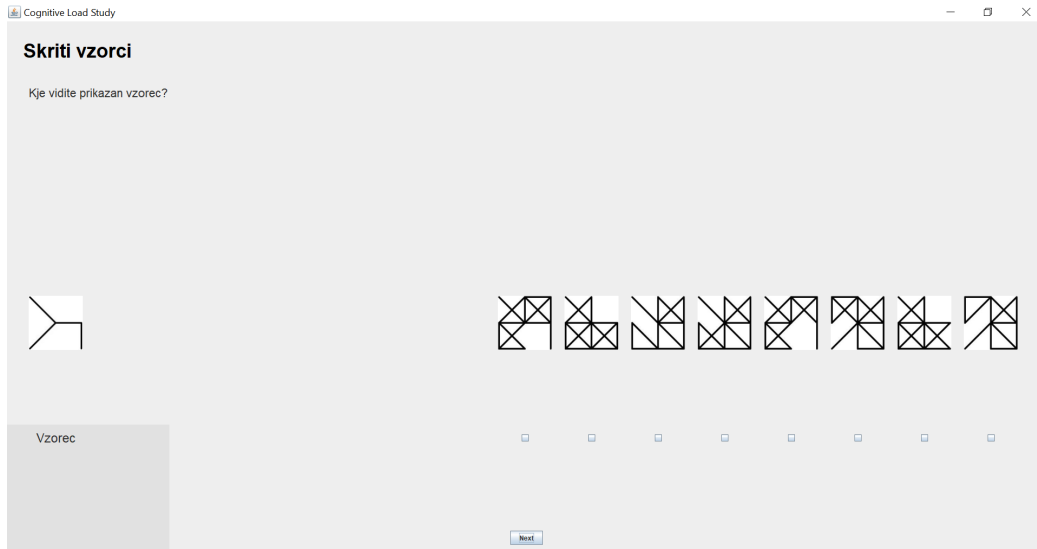 Cognitive Load Study
Skriti vzorci
Kje vidite prikazan vzorec?
Vzorec
Next